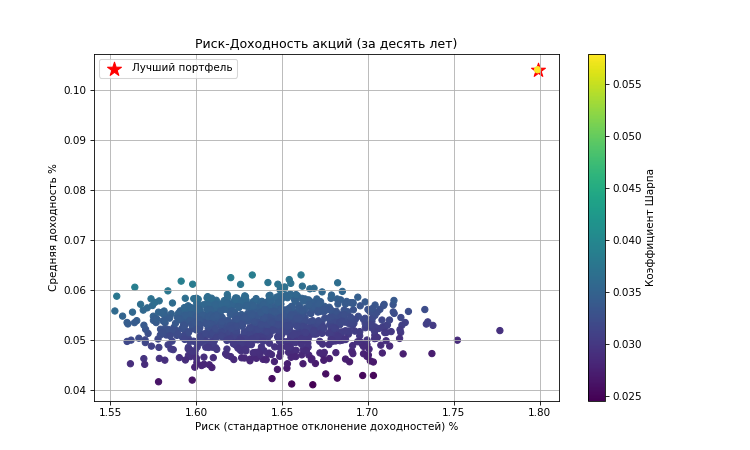 Риск-Доходность акций (за десять лет)
Лучший портфель
Средняя доходность %
0.10
0.09
0.08
0.07
0.06
0.05
0.04
1.55 1.60 1.65 1.70 1.75 1.80
Риск (стандартное отклонение доходностей) %
0.055
0.050
0.045
0.040
0.035
0.030
0.025
Коэффициент Шарпа